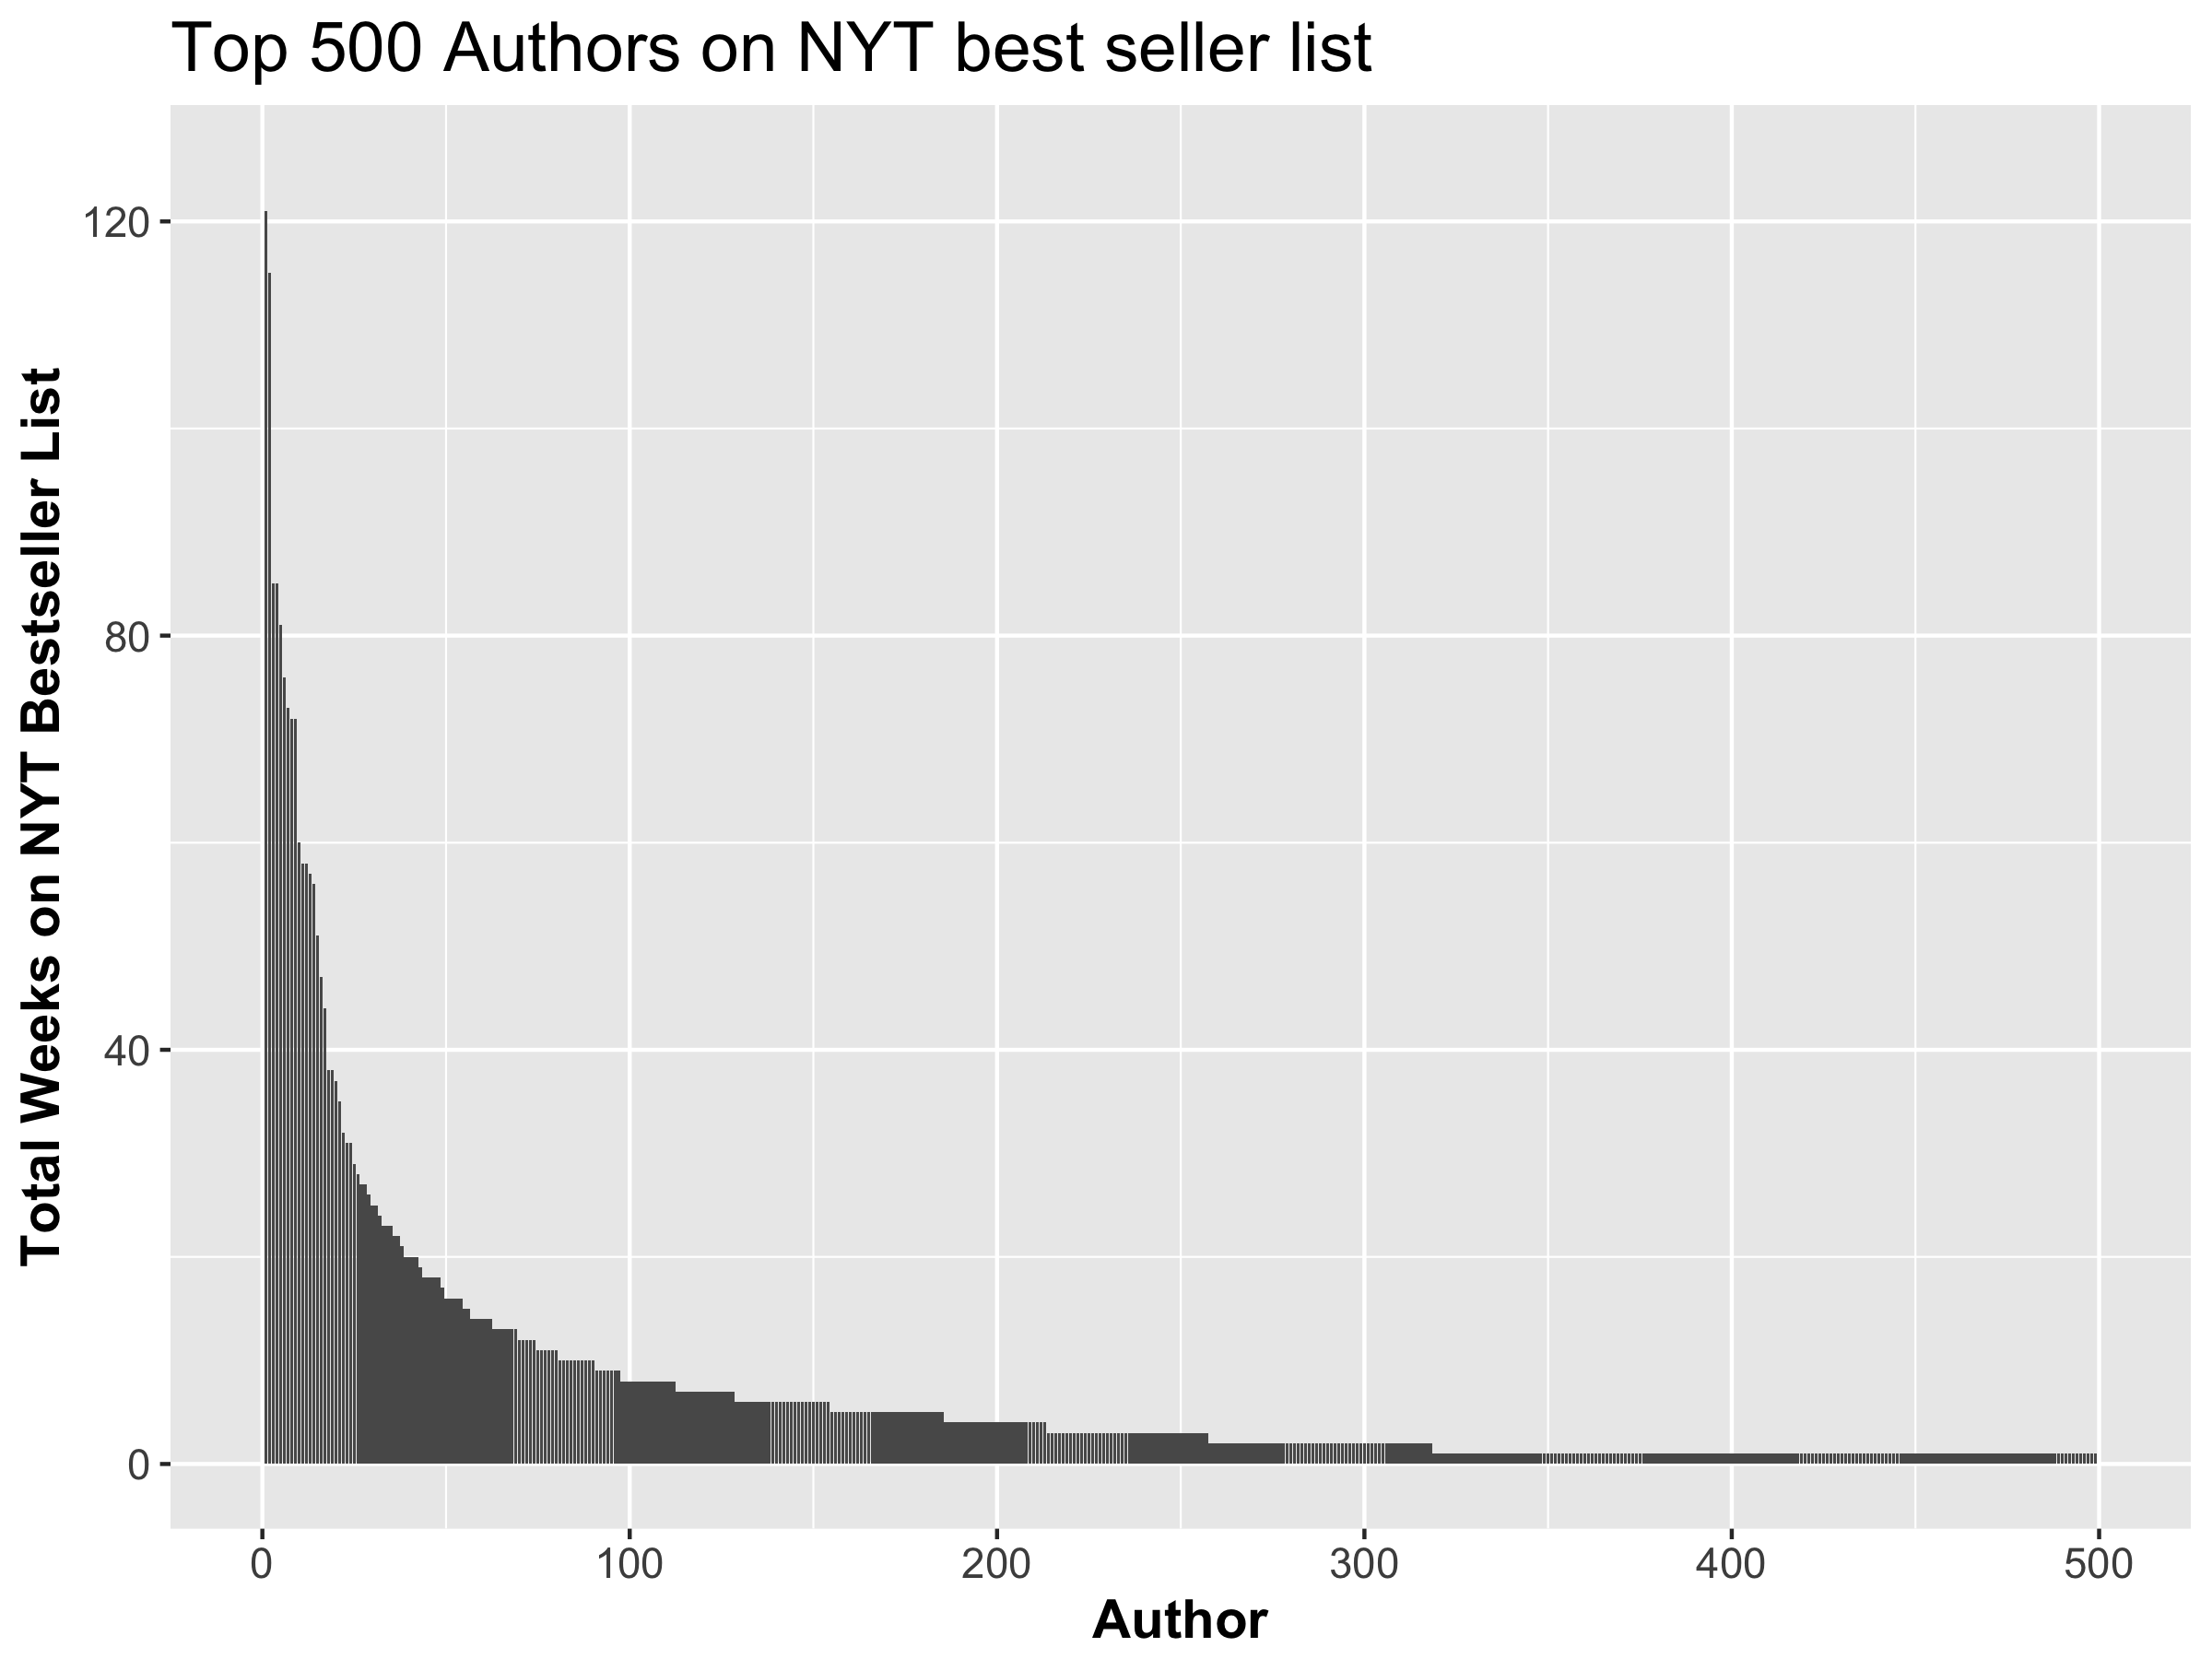 Top 500 Authors on NYT best seller list
Total Weeks on NYT Bestseller List
120
80
40
0
0 100 200 300 400 500
Author